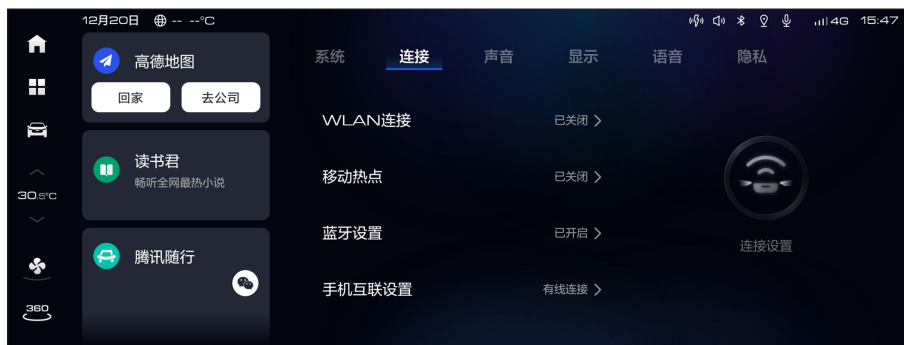 12月20日 -- --°C 4G 15:47
高德地图
回家 去公司
读书君
畅听全网最热小说
腾讯随行
30.5°C
360
系统 连接 声音 显示 语音 隐私
WLAN连接 已关闭
移动热点 已关闭
蓝牙设置 已开启
手机互联设置 有线连接
连接设置